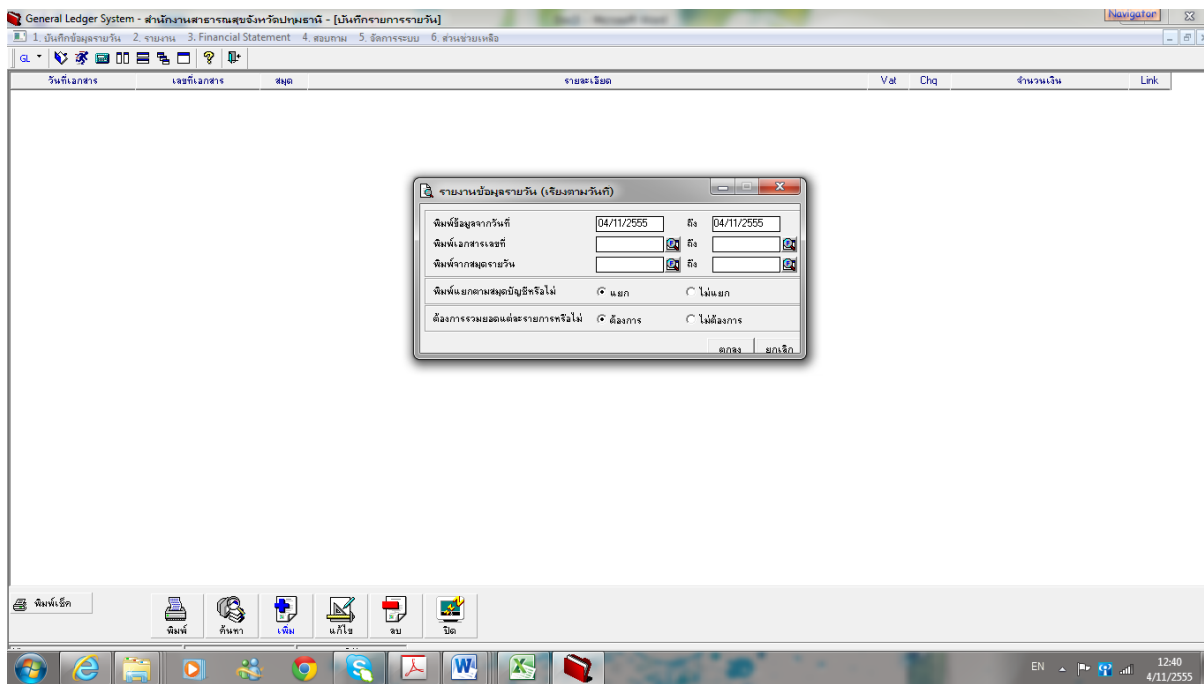 General Ledger System - สำนักงานสาธารณสุขจังหวัดปทุมธานี - [บันทึกรายการรายวัน]
Navigator
1. บันทึกข้อมูลรายวัน 2. รายงาน 3. Financial Statement 4. สอบถาม 5. จัดการระบบ 6. ส่วนช่วยเหลือ
GL
วันที่เอกสาร เลขที่เอกสาร สมุด รายละเอียด Vat Chq จำนวนเงิน Link
รายงานข้อมูลรายวัน (เรียงตามวันที่)
พิมพ์ข้อมูลจากวันที่ 04/11/2555 ถึง 04/11/2555
พิมพ์เอกสารเลขที่ ถึง
พิมพ์จากสมุดรายวัน ถึง
พิมพ์แยกตามสมุดบัญชีหรือไม่ แยก ไม่แยก
ต้องการรวมยอดแต่ละรายการหรือไม่ ต้องการ ไม่ต้องการ
ตกลง ยกเลิก
พิมพ์เช็ค
พิมพ์ ค้นหา เพิ่ม แก้ไข ลบ ปิด
EN 12:40
4/11/2555